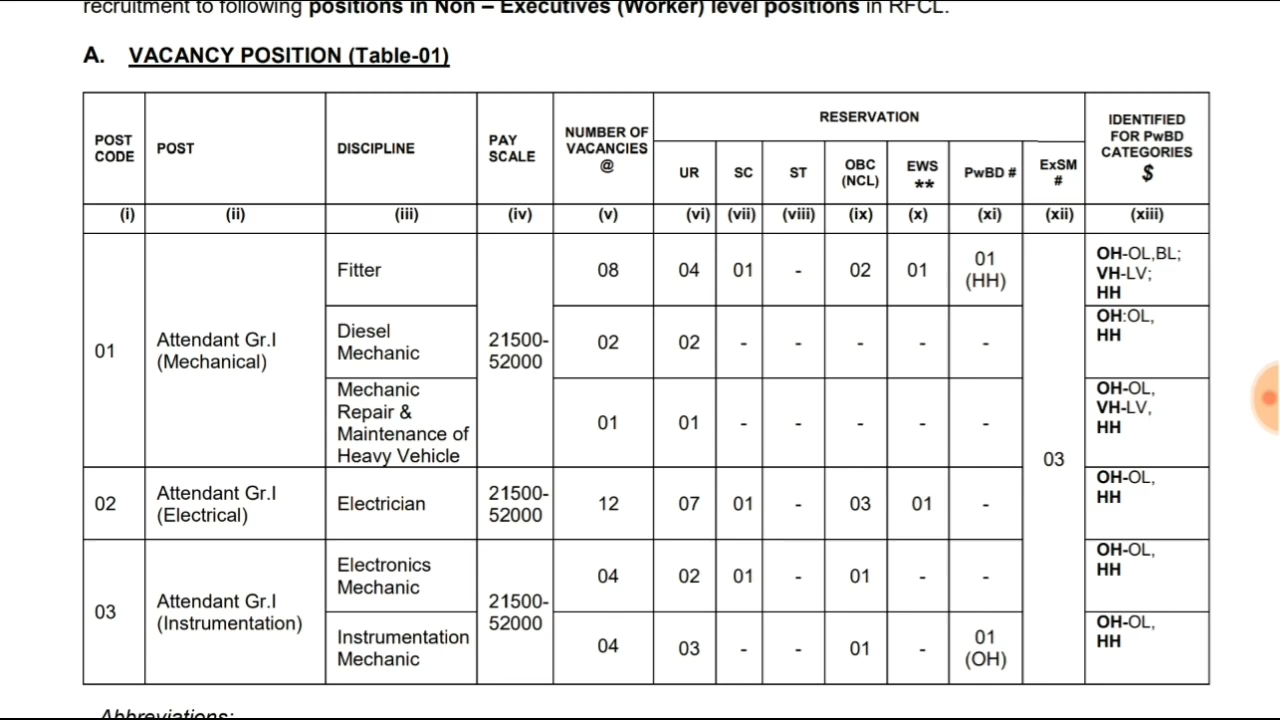 recruitment to following positions in Non – Executives (Worker) level positions in RFCL.
A. VACANCY POSITION (Table-01)
POST CODE POST DISCIPLINE PAY SCALE NUMBER OF VACANCIES @ RESERVATION IDENTIFIED FOR PwBD CATEGORIES $
UR SC ST OBC (NCL) EWS ** PwBD # ExSM #
(i) (ii) (iii) (iv) (v) (vi) (vii) (viii) (ix) (x) (xi) (xii) (xiii)
01 Attendant Gr.I (Mechanical) Fitter 21500-52000 08 04 01 - 02 01 01 (HH) 03 OH-OL,BL; VH-LV; HH
Diesel Mechanic 02 02 - - - - - OH:OL, HH
Mechanic Repair & Maintenance of Heavy Vehicle 01 01 - - - - - OH-OL, VH-LV, HH
02 Attendant Gr.I (Electrical) Electrician 21500-52000 12 07 01 - 03 01 - OH-OL, HH
03 Attendant Gr.I (Instrumentation) Electronics Mechanic 21500-52000 04 02 01 - 01 - - OH-OL, HH
Instrumentation Mechanic 04 03 - - 01 - 01 (OH) OH-OL, HH
Abbreviations: